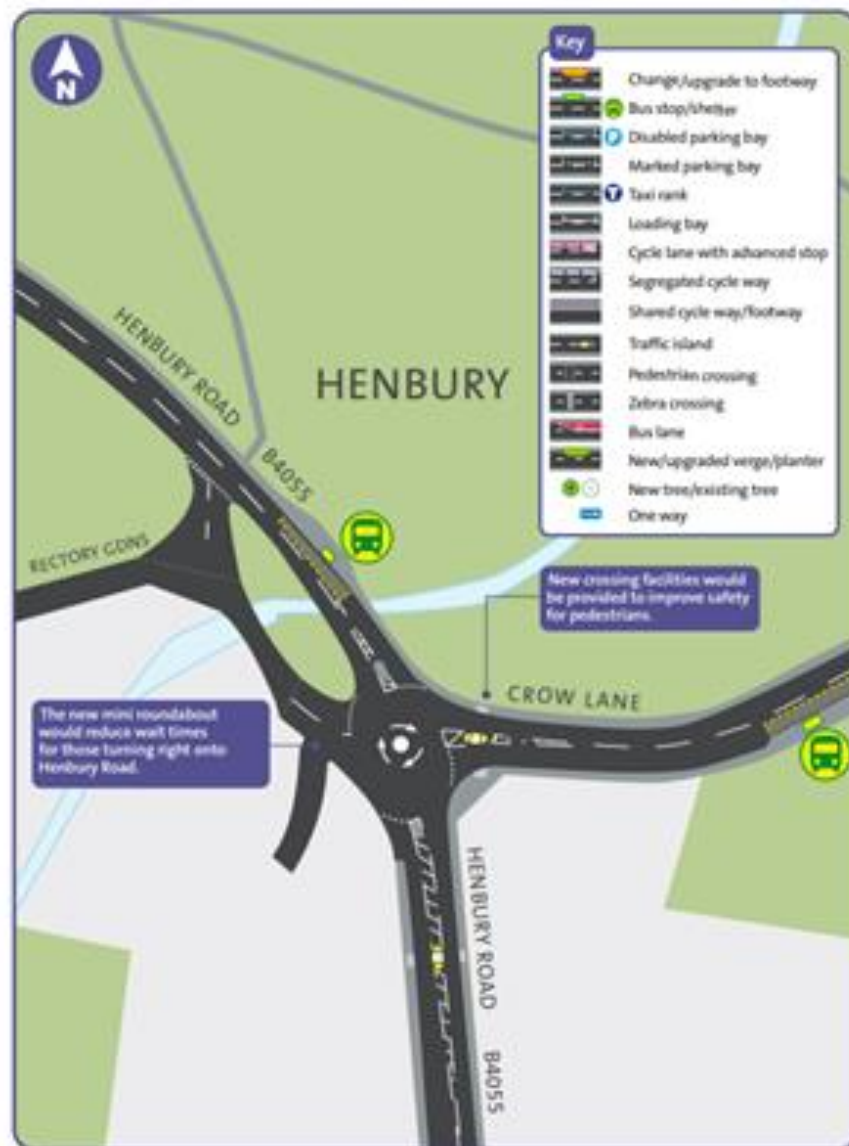 N
Key
Change/upgrade to footway
Bus stop/shelter
Disabled parking bay
Marked parking bay
Taxi rank
Loading bay
Cycle lane with advanced stop
Segregated cycle way
Shared cycle way/footway
Traffic island
Pedestrian crossing
Zebra crossing
Bus lane
New/upgraded verge/planter
New tree/existing tree
One way
HENBURY ROAD
HENBURY
B4055
RECTORY GDNS
New crossing facilities would
be provided to improve safety
for pedestrians.
CROW LANE
The new mini roundabout
would reduce wait times
for those turning right onto
Henbury Road.
HENBURY ROAD
B4055